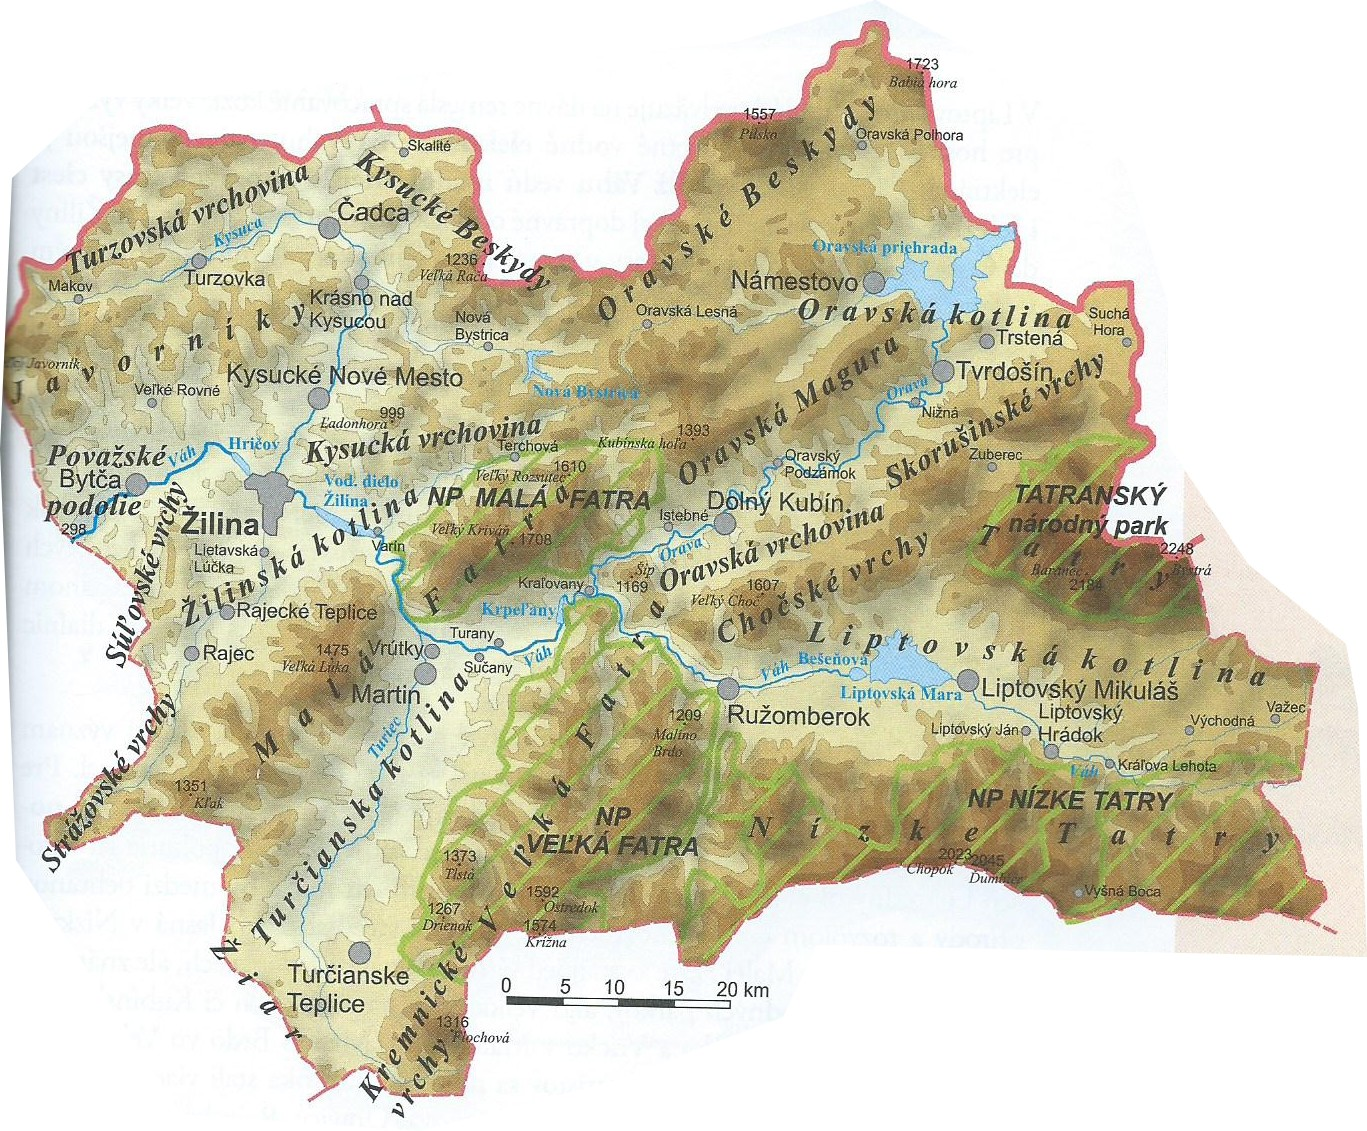 1723
Babia hora
1557
Pilsko
Oravská Polhora
Oravské Beskydy
Skalité
Kysucké Beskydy
Turzovská vrchovina
Čadca
Kysuca
Turzovka
Makov
1236
Veľká Rača
Oravská priehrada
Námestovo
Krásno nad
Kysucou
Oravská Lesná
Oravská kotlina
Suchá
Hora
Nová
Bystrica
Trstená
Javorníky
Javorník
Veľké Rovné
Kysucké Nové Mesto
Nová Bystrica
Oravská Magura
Tvrdošín
Orava
Nižná
Skorušinské vrchy
999
Ľadonhora
Kysucká vrchovina
Terchová
Kubínska hoľa
1393
Považské
podolie
Váh
Hričov
Bytča
298
Vod. dielo
Žilina
Žilina
1610
Veľký Rozsutec
NP MALÁ FATRA
Veľký Kriváň
1708
Oravský
Podzámok
Zuberec
Dolný Kubín
Istebné
TATRANSKÝ
národný park
Tatry
Varín
Lietavská
Lúčka
Žilinská kotlina
Súľovské vrchy
Orava
Oravská vrchovina
2248
Bystrá
Baranec
2184
Kraľovany
Šíp
1169
1607
Veľký Choč
Chočské vrchy
Krpeľany
Rajecké Teplice
Rajec
Turany
Vrútky
Sučany
Váh
1475
Veľká Lúka
Malá Fatra
Martin
Liptovská kotlina
Váh
Bešeňová
Liptovská Mara
Liptovský Mikuláš
Ružomberok
Liptovský
Hrádok
Liptovský Ján
Východná
Važec
Kráľova Lehota
Váh
1209
Malino
Brdo
Turiec
Turčianska kotlina
Strážovské vrchy
1351
Kľak
NP NÍZKE TATRY
Nízke Tatry
NP
VEĽKÁ FATRA
Veľká Fatra
1373
Tlstá
2023
Chopok
2045
Ďumbier
Vyšná Boca
1592
Ostredok
1267
Drienok
1574
Krížna
Žiar
Turčianske
Teplice
0 5 10 15 20 km
1316
Flochová
Kremnické
vrchy